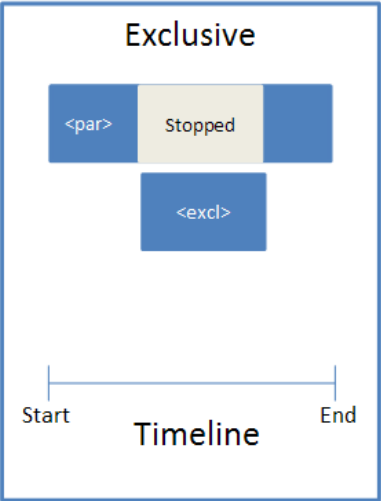 Exclusive
<par> Stopped
<excl>
Start End
Timeline